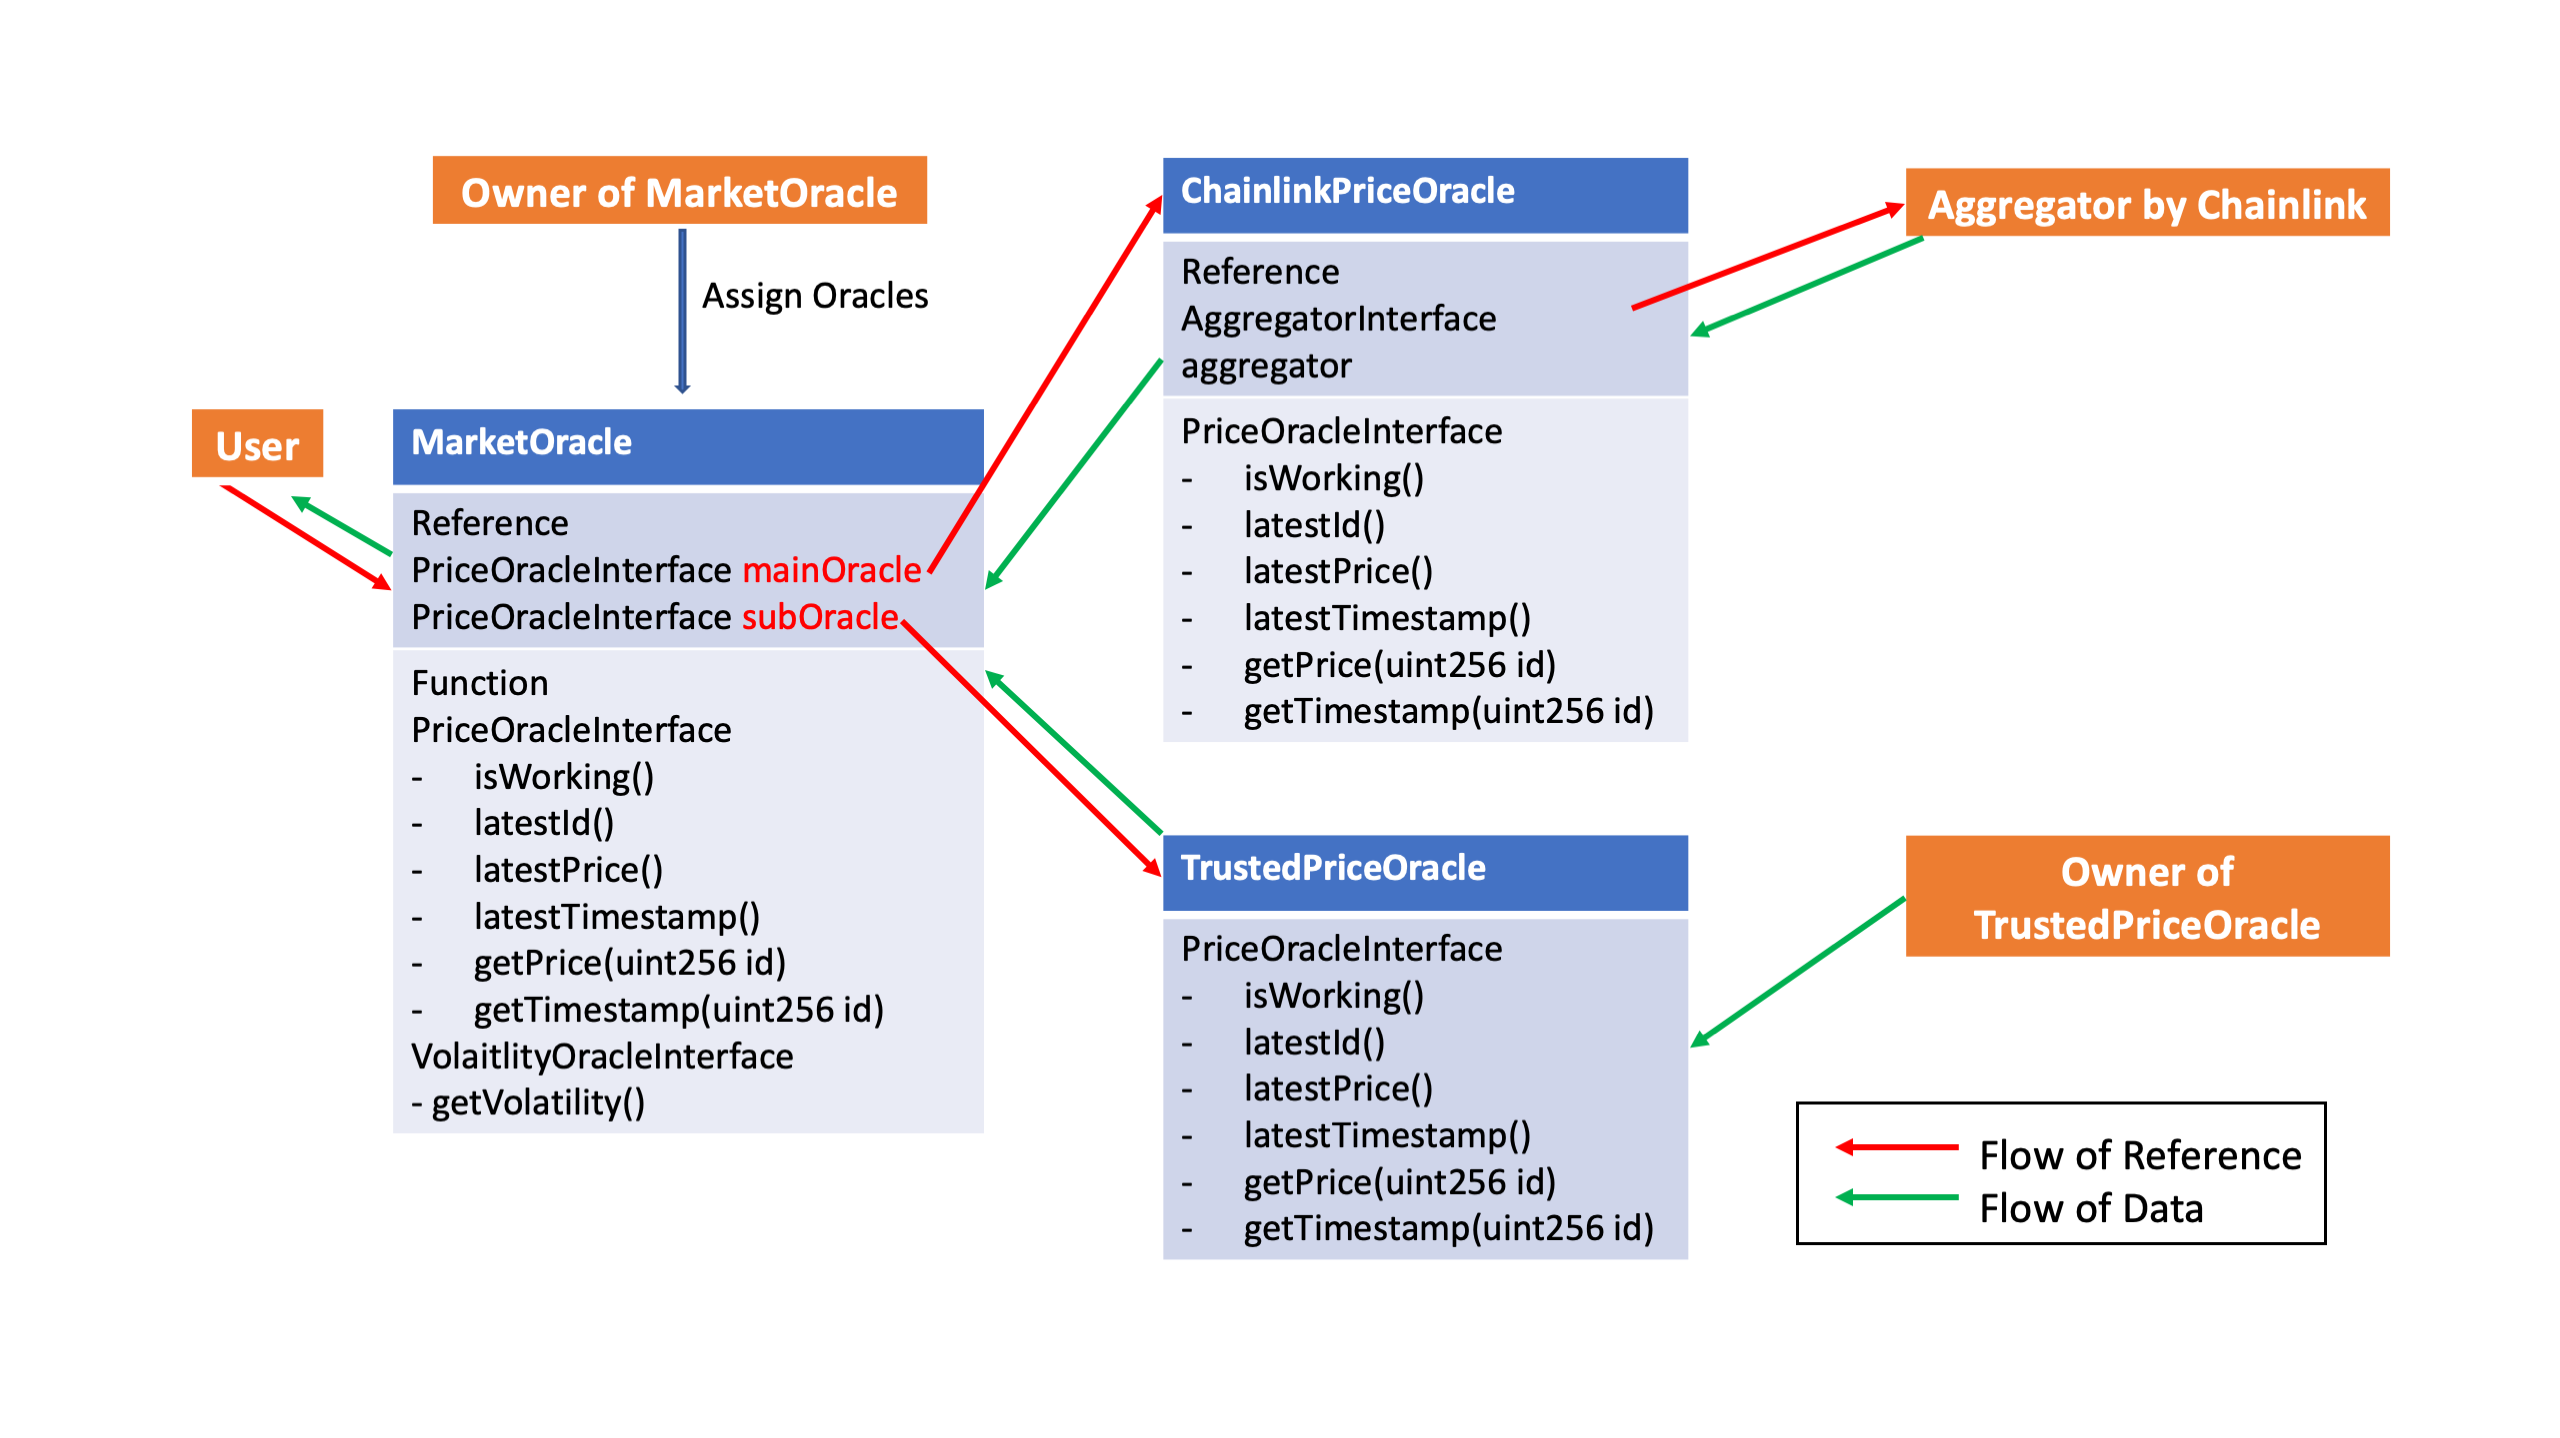 Owner of MarketOracle
Assign Oracles
User
MarketOracle
Reference
PriceOracleInterface mainOracle
PriceOracleInterface subOracle
Function
PriceOracleInterface
- isWorking()
- latestId()
- latestPrice()
- latestTimestamp()
- getPrice(uint256 id)
- getTimestamp(uint256 id)
VolaitlityOracleInterface
- getVolatility()
ChainlinkPriceOracle
Reference
AggregatorInterface
aggregator
PriceOracleInterface
- isWorking()
- latestId()
- latestPrice()
- latestTimestamp()
- getPrice(uint256 id)
- getTimestamp(uint256 id)
Aggregator by Chainlink
TrustedPriceOracle
PriceOracleInterface
- isWorking()
- latestId()
- latestPrice()
- latestTimestamp()
- getPrice(uint256 id)
- getTimestamp(uint256 id)
Owner of
TrustedPriceOracle
Flow of Reference
Flow of Data